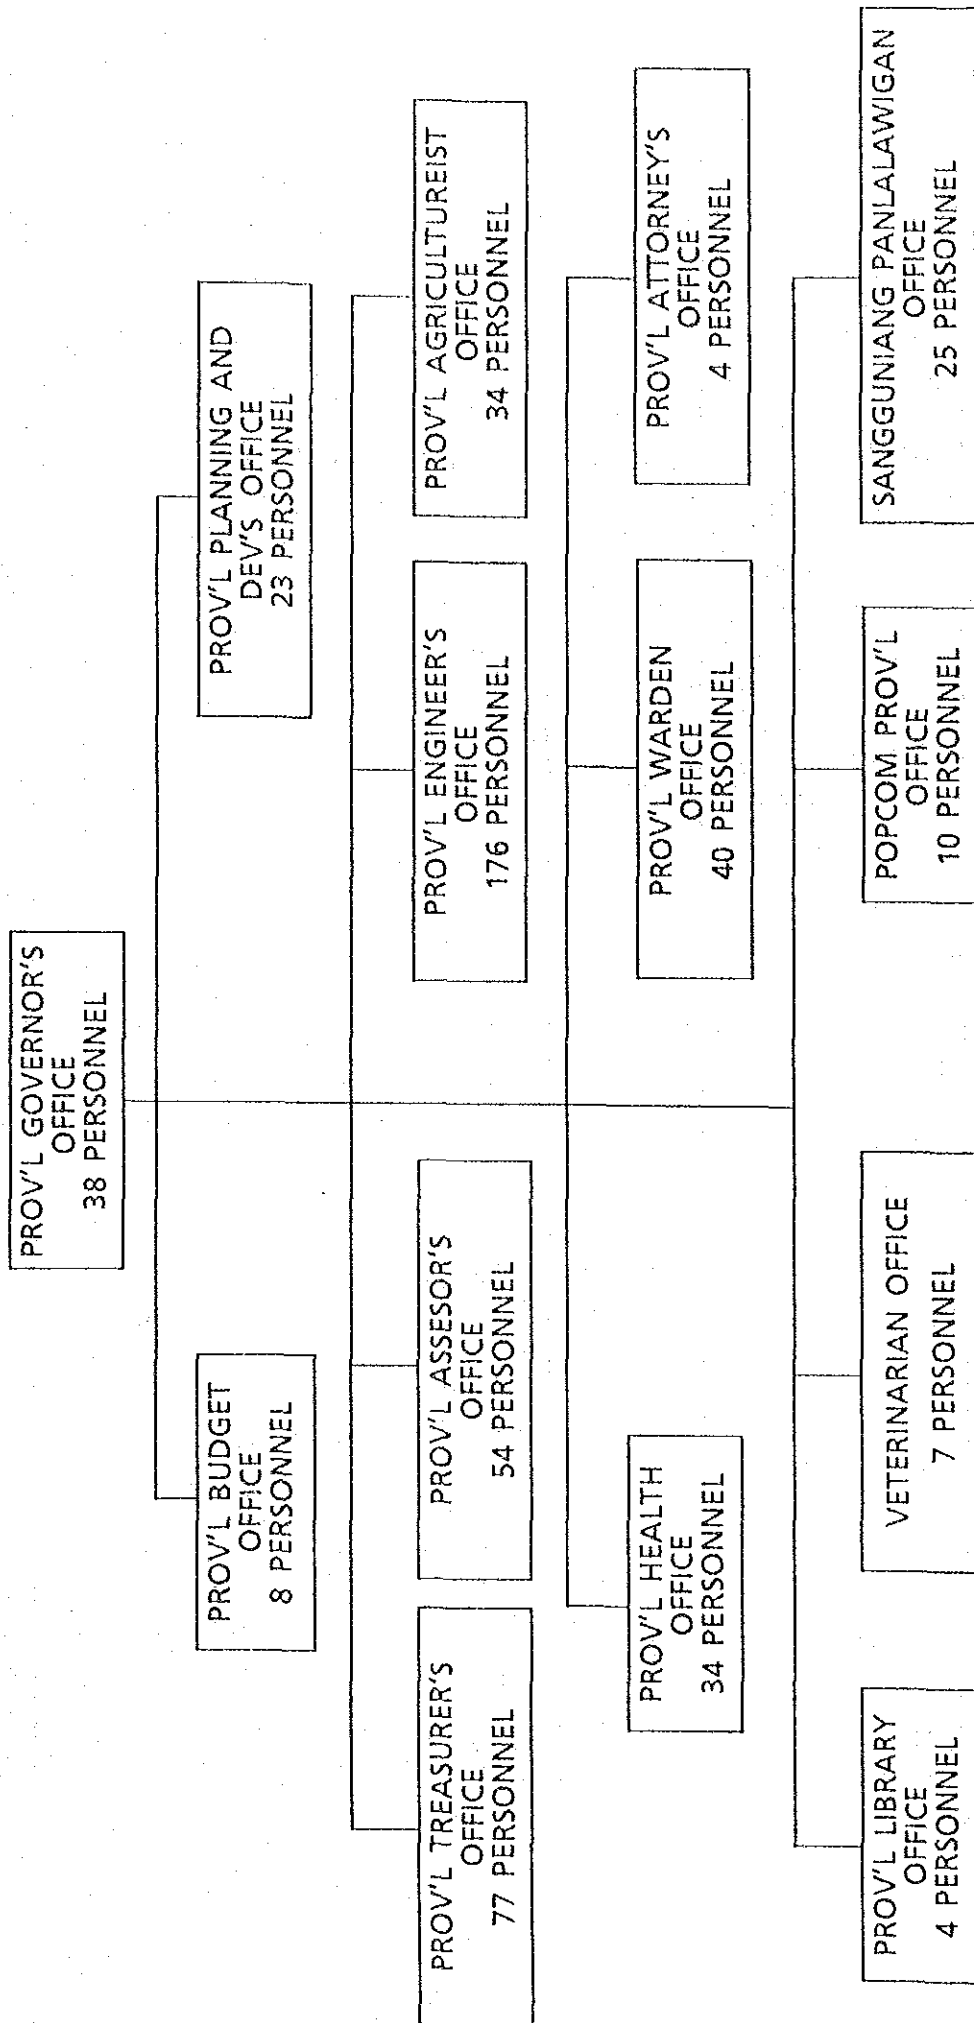 PROV'L GOVERNOR'S
OFFICE
38 PERSONNEL
PROV'L BUDGET
OFFICE
8 PERSONNEL
PROV'L PLANNING AND
DEV'S OFFICE
23 PERSONNEL
PROV'L TREASURER'S
OFFICE
77 PERSONNEL
PROV'L ASSESOR'S
OFFICE
54 PERSONNEL
PROV'L ENGINEER'S
OFFICE
176 PERSONNEL
PROV'L AGRICULTUREIST
OFFICE
34 PERSONNEL
PROV'L HEALTH
OFFICE
34 PERSONNEL
PROV'L WARDEN
OFFICE
40 PERSONNEL
PROV'L ATTORNEY'S
OFFICE
4 PERSONNEL
PROV'L LIBRARY
OFFICE
4 PERSONNEL
VETERINARIAN OFFICE
7 PERSONNEL
POPCOM PROV'L
OFFICE
10 PERSONNEL
SANGGUNIANG PANLALAWIGAN
OFFICE
25 PERSONNEL